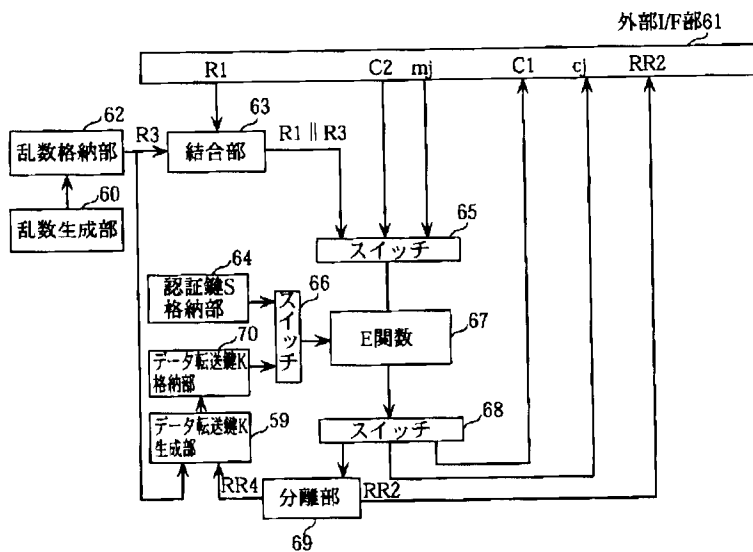 外部I/F部61
R1 C2 mj C1 cj RR2
62
63
乱数格納部
R3
結合部
R1 || R3
60
乱数生成部
65
スイッチ
64
認証鍵S
格納部
66
スイッチ
67
E関数
70
データ転送鍵K
格納部
59
データ転送鍵K
生成部
68
スイッチ
RR4
分離部
RR2
69